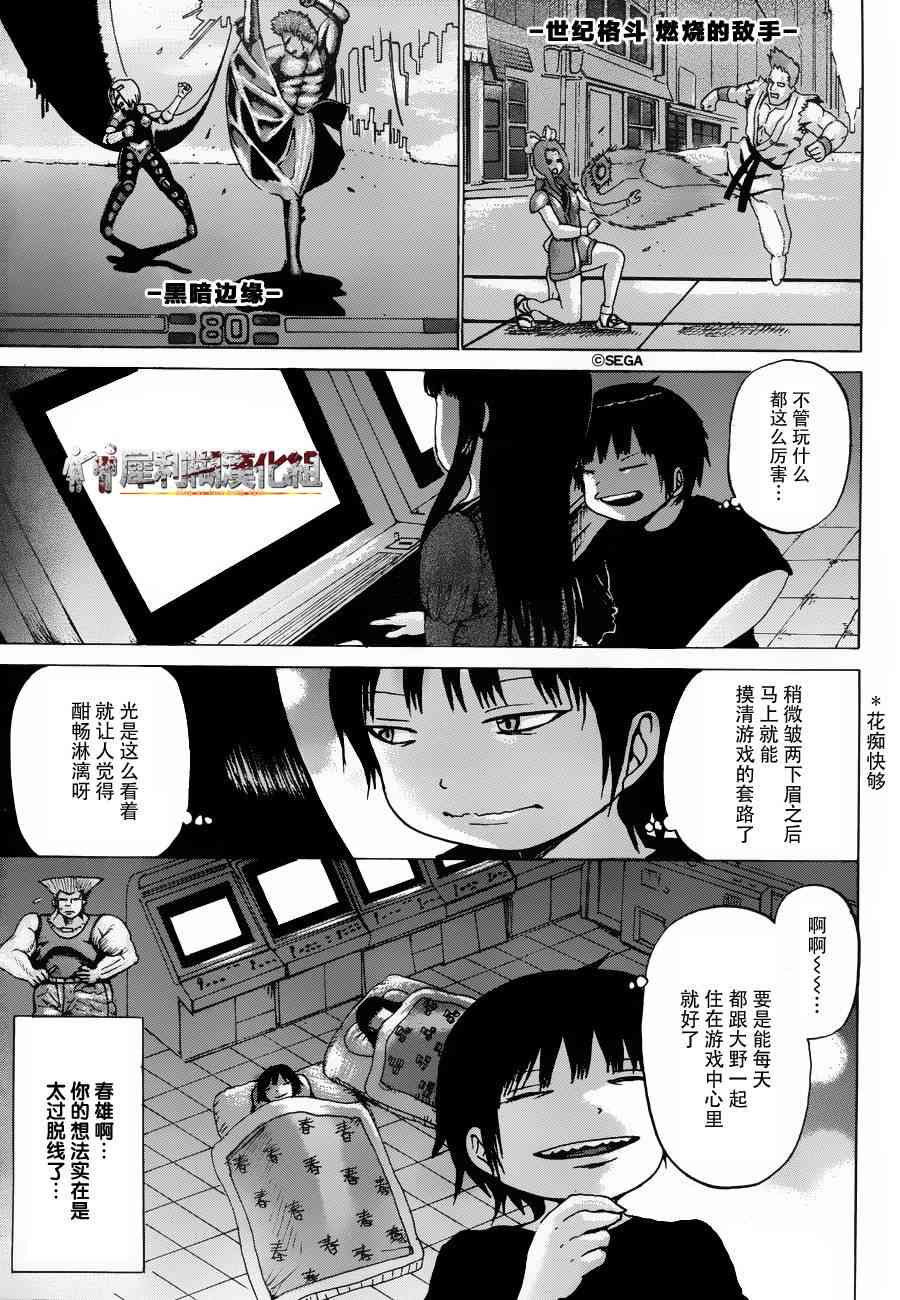 -世纪格斗 燃烧的敌手-
-黑暗边缘-
80
©SEGA
不管玩什么
都这么厉害…
犀利猫漢化组
稍微皱两下眉之后
马上就能
摸清游戏的套路了
*花痴快够
光是这么看着
就让人觉得
酣畅淋漓呀
啊啊~~~~…
要是能每天
都跟大野一起
住在游戏中心里
就好了
春雄啊…
你的想法实在是
太过脱线了…